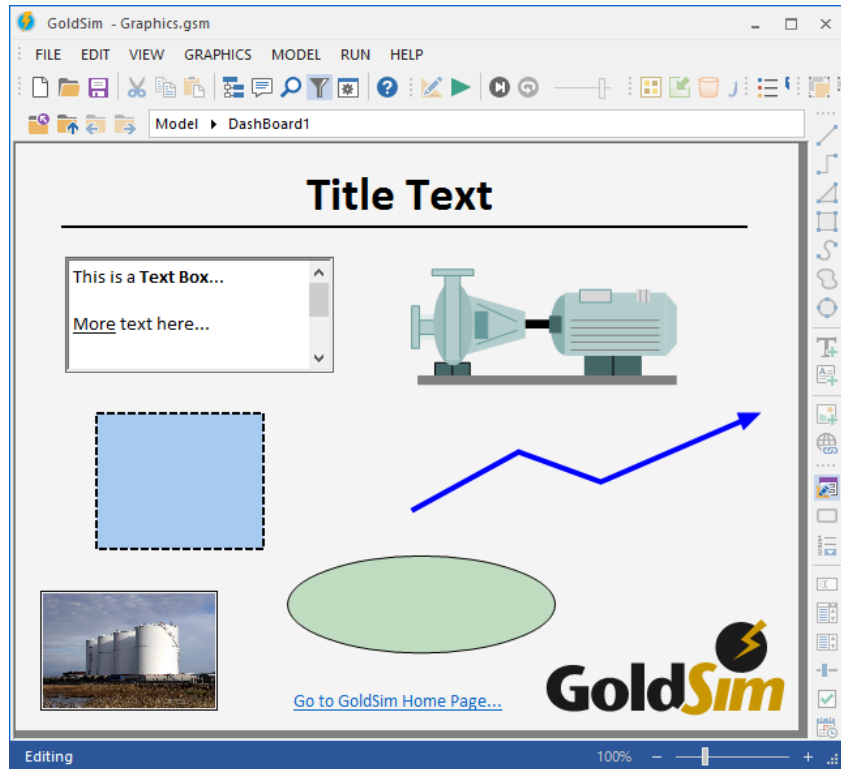 GoldSim - Graphics.gsm
FILE EDIT VIEW GRAPHICS MODEL RUN HELP
Model DashBoard1
Title Text
This is a Text Box...
More text here...
Go to GoldSim Home Page...
GoldSim
Editing
100%